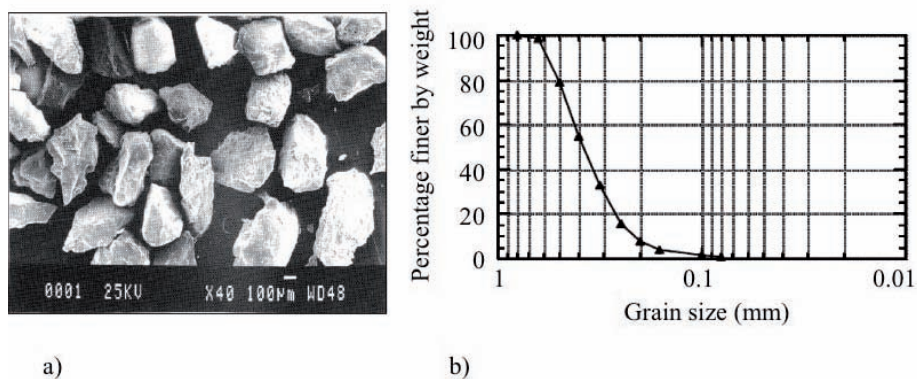 0001 25KV X40 100µm WD48
a)
Percentage finer by weight
100
80
60
40
20
0
1 0.1 0.01
Grain size (mm)
b)